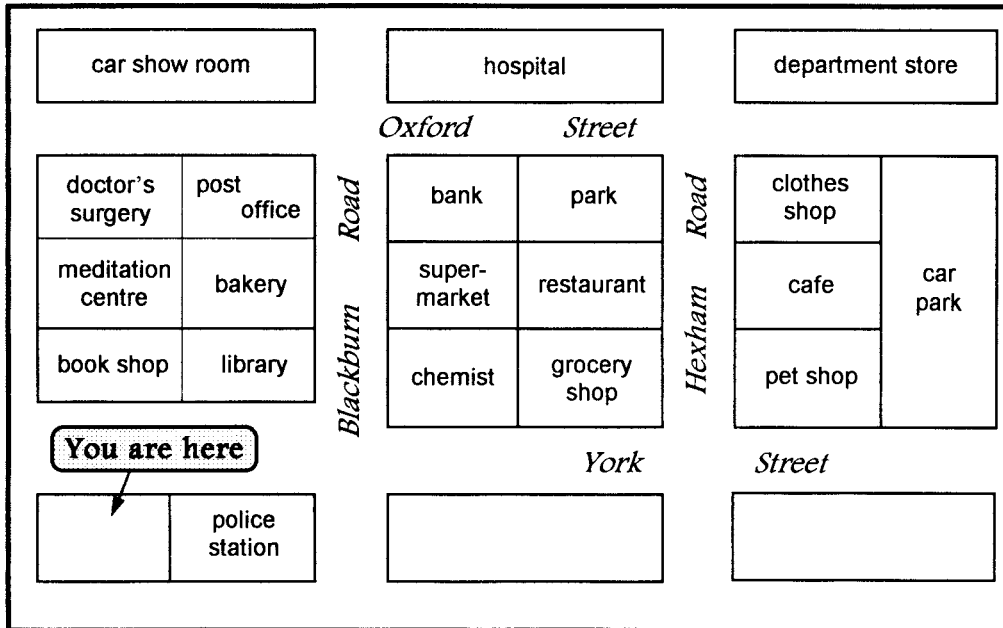 car show room
hospital
department store
Oxford Street
doctor's
surgery
post
office
Blackburn Road
bank
park
Hexham Road
clothes
shop
meditation
centre
bakery
super-
market
restaurant
cafe
car
park
book shop
library
chemist
grocery
shop
pet shop
You are here
York Street
police
station